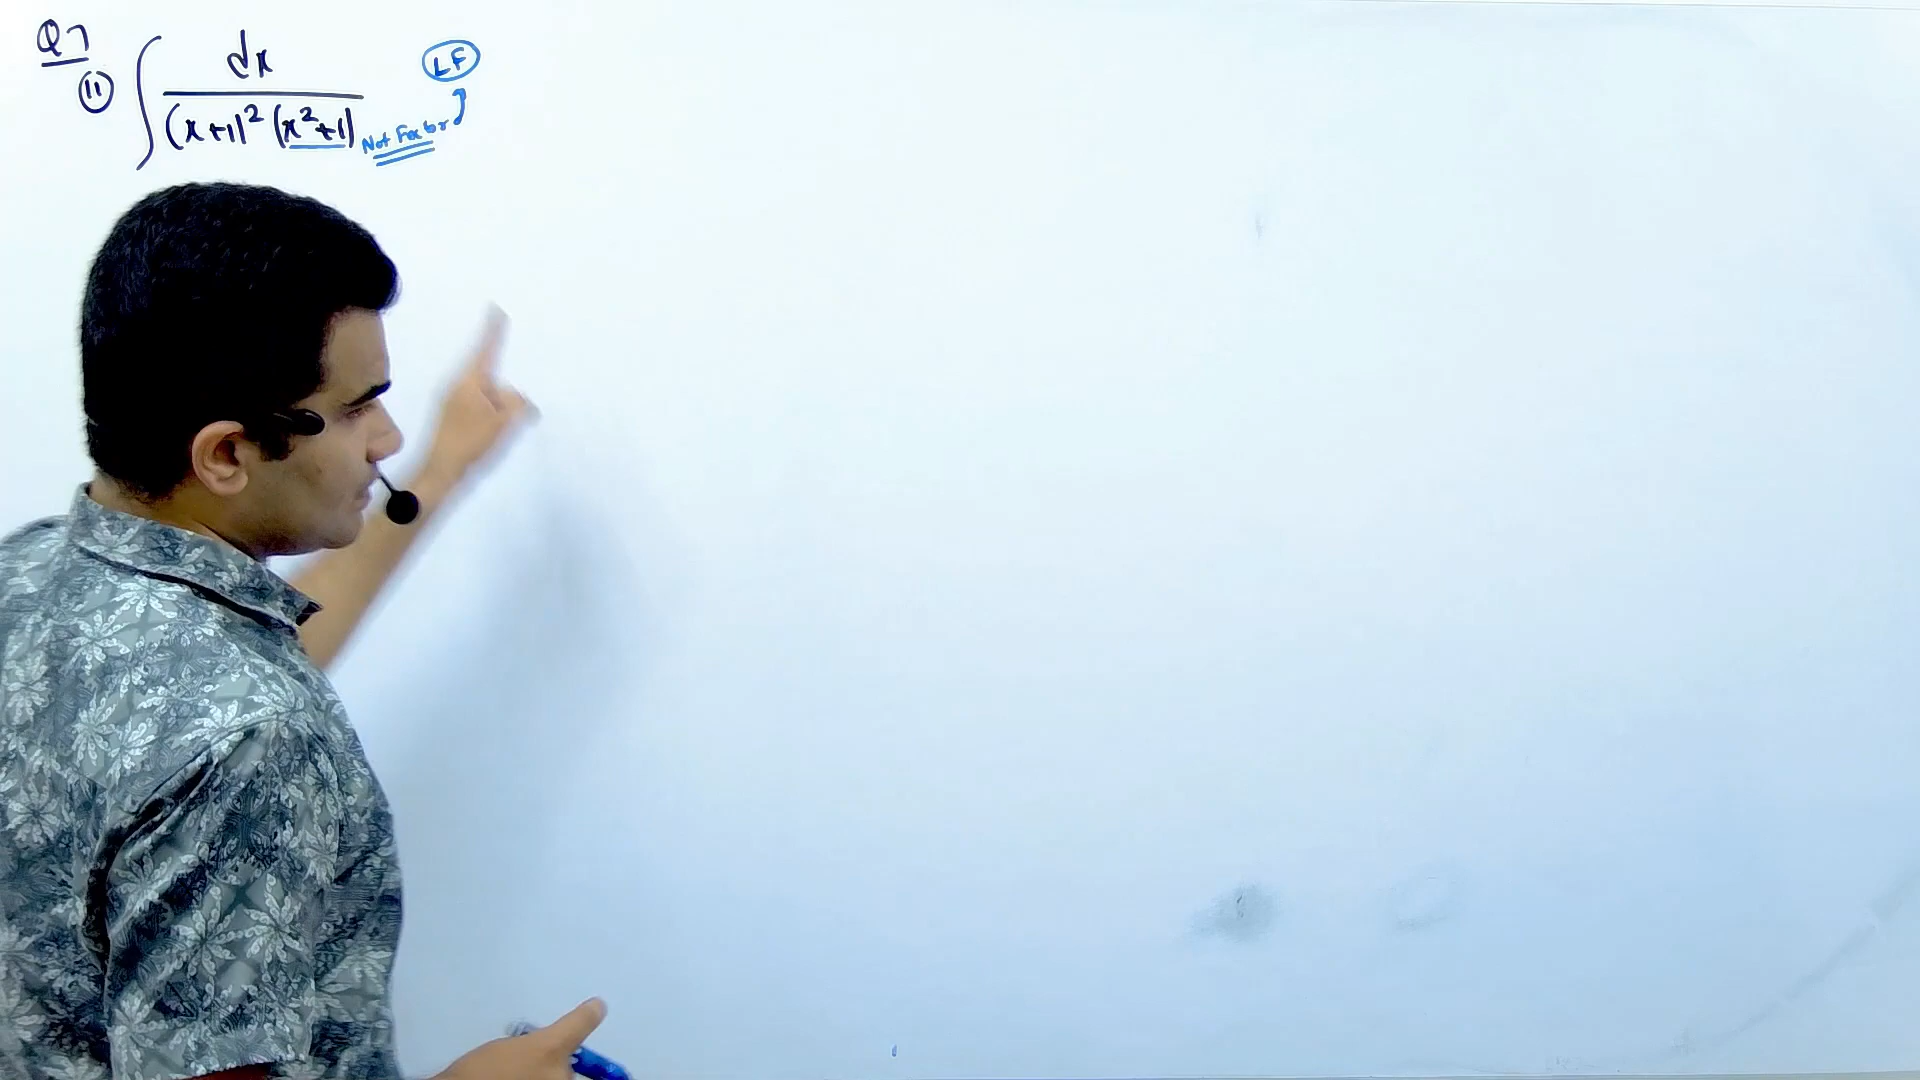 Q7
(11) ∫ dx / (x+1)² (x²+1)
Not Factor
LF